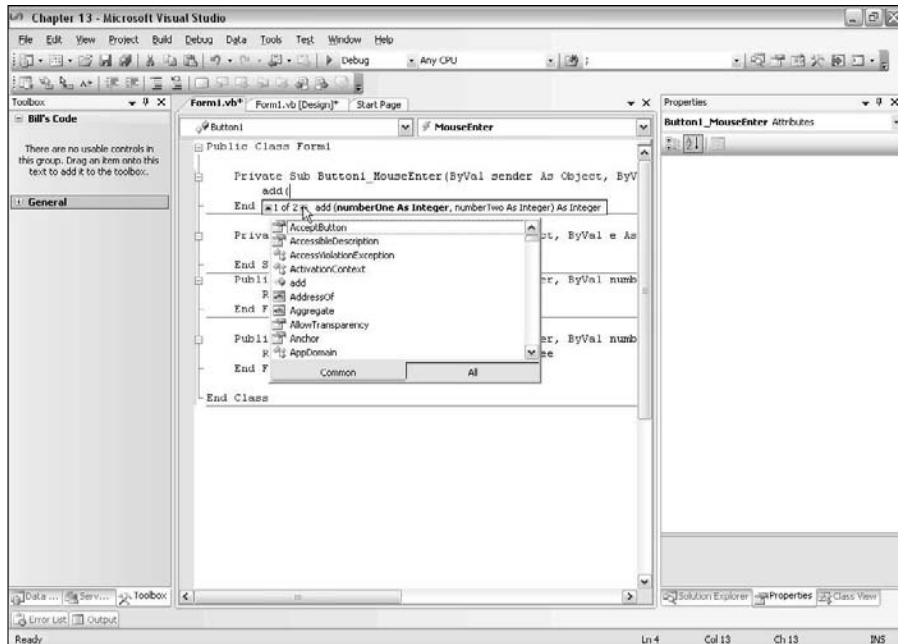 Chapter 13 - Microsoft Visual Studio
File Edit View Project Build Debug Data Tools Test Window Help
Debug Any CPU
Toolbox
Form1.vb* Form1.vb [Design]* Start Page
Properties
Bill's Code
Button1 MouseEnter
Button1_MouseEnter Attributes
There are no usable controls in
this group. Drag an item onto this
text to add it to the toolbox.
General
Public Class Form1
Private Sub Button1_MouseEnter(ByVal sender As Object, ByV
add(
End
1 of 2 add (numberOne As Integer, numberTwo As Integer) As Integer
AcceptButton
Priva ct, ByVal e As
AccessibleDescription
AccessViolationException
End S
ActivationContext
Publi er, ByVal numb
add
R
AddressOf
End F
Aggregate
AllowTransparency
Publi er, ByVal numb
Anchor
R ee
AppDomain
End F
Common All
End Class
Data ... Serv... Toolbox
Solution Explorer Properties Class View
Error List Output
Ready Ln 4 Col 13 Ch 13 INS